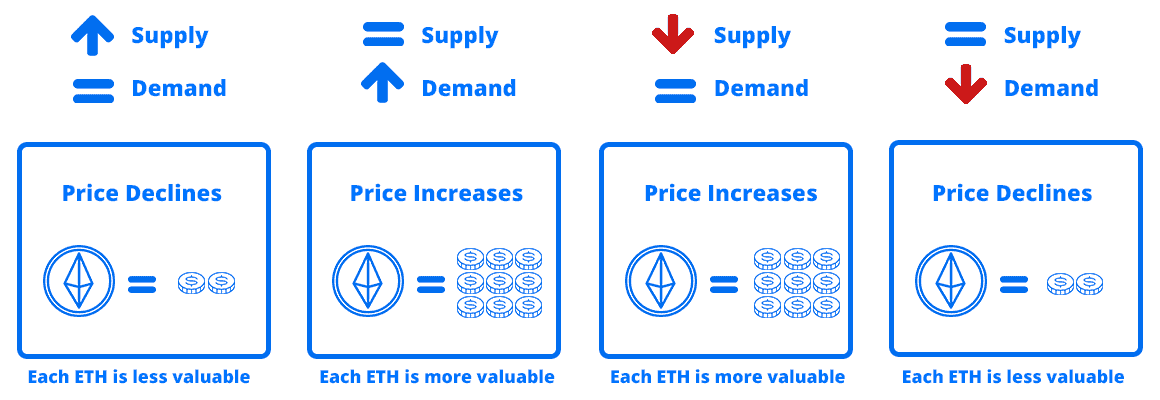 Supply
Demand
Price Declines
$ $
Each ETH is less valuable
Supply
Demand
Price Increases
$ $ $
$ $ $
$ $ $
Each ETH is more valuable
Supply
Demand
Price Increases
$ $ $
$ $ $
$ $ $
Each ETH is more valuable
Supply
Demand
Price Declines
$ $
Each ETH is less valuable